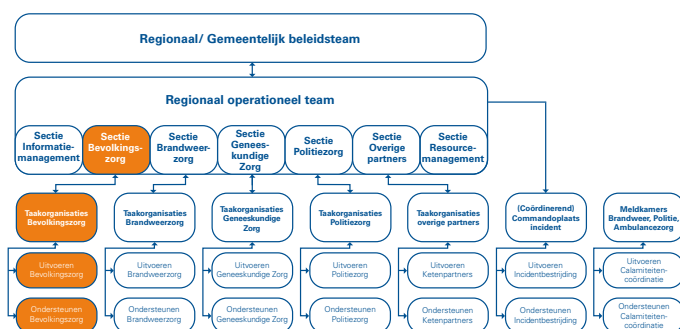 Regionaal/ Gemeentelijk beleidsteam
Regionaal operationeel team
Sectie
Informatie-
management
Sectie
Bevolkings-
zorg
Sectie
Brandweer-
zorg
Sectie
Genees-
kundige
Zorg
Sectie
Politiezorg
Sectie
Overige
partners
Sectie
Resource-
management
Taakorganisaties
Bevolkingszorg
Taakorganisaties
Brandweerzorg
Taakorganisaties
Geneeskundige
Zorg
Taakorganisaties
Politiezorg
Taakorganisaties
overige partners
(Coördinerend)
Commandoplaats
incident
Meldkamers
Brandweer, Politie,
Ambulancezorg
Uitvoeren
Bevolkingszorg
Uitvoeren
Brandweerzorg
Uitvoeren
Geneeskundige Zorg
Uitvoeren
Politiezorg
Uitvoeren
Ketenpartners
Uitvoeren
Incidentbestrijding
Uitvoeren
Calamiteiten-
coördinatie
Ondersteunen
Bevolkingszorg
Ondersteunen
Brandweerzorg
Ondersteunen
Geneeskundige Zorg
Ondersteunen
Politiezorg
Ondersteunen
Ketenpartners
Ondersteunen
Incidentbestrijding
Ondersteunen
Calamiteiten-
coördinatie